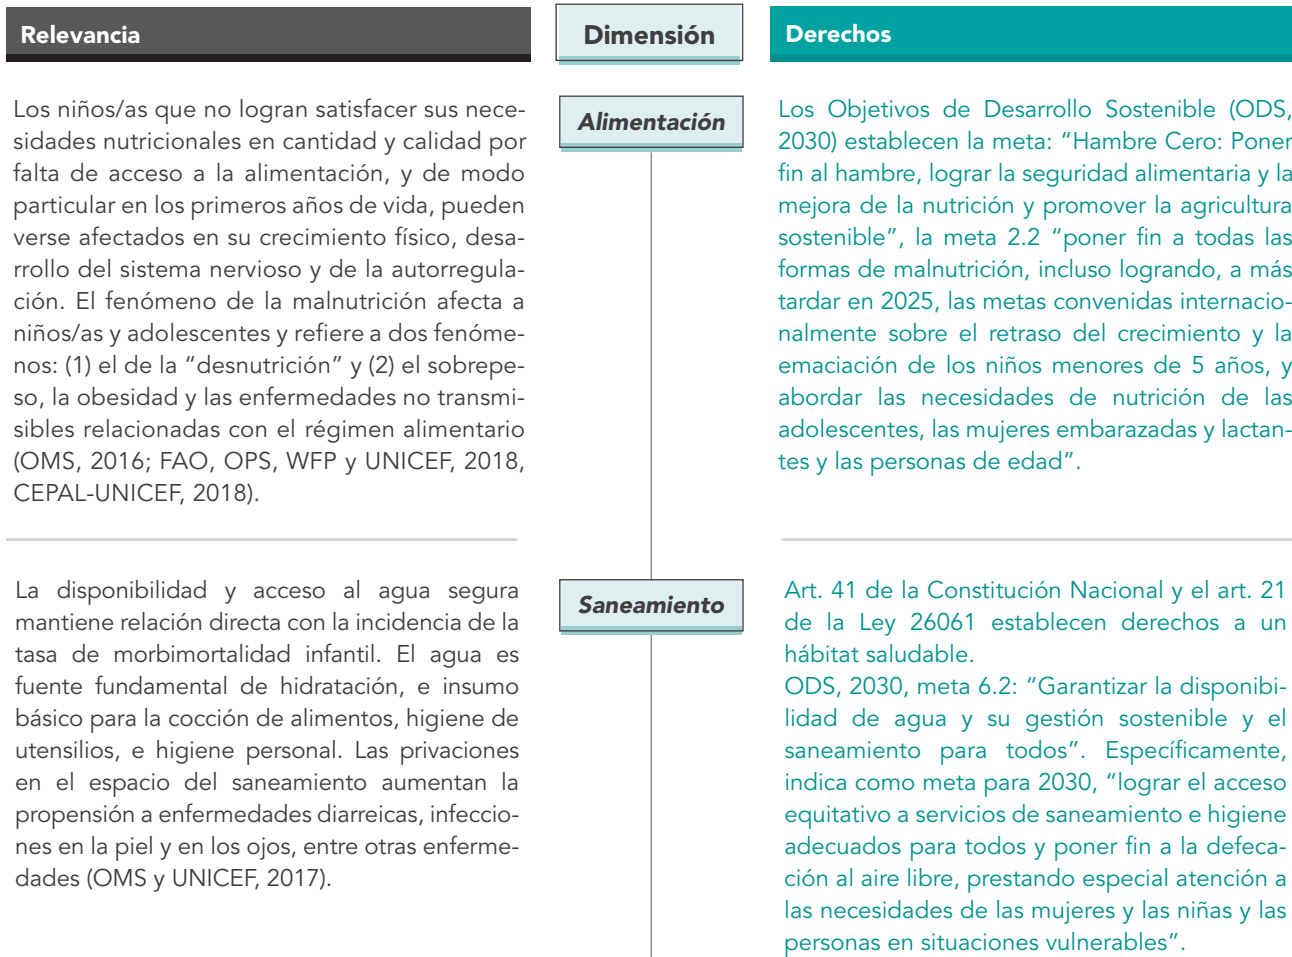 Relevancia
Dimensión
Derechos
Los niños/as que no logran satisfacer sus nece-
sidades nutricionales en cantidad y calidad por
falta de acceso a la alimentación, y de modo
particular en los primeros años de vida, pueden
verse afectados en su crecimiento físico, desa-
rrollo del sistema nervioso y de la autorregula-
ción. El fenómeno de la malnutrición afecta a
niños/as y adolescentes y refiere a dos fenóme-
nos: (1) el de la “desnutrición” y (2) el sobrepe-
so, la obesidad y las enfermedades no transmi-
sibles relacionadas con el régimen alimentario
(OMS, 2016; FAO, OPS, WFP y UNICEF, 2018,
CEPAL-UNICEF, 2018).
Alimentación
Los Objetivos de Desarrollo Sostenible (ODS,
2030) establecen la meta: “Hambre Cero: Poner
fin al hambre, lograr la seguridad alimentaria y la
mejora de la nutrición y promover la agricultura
sostenible”, la meta 2.2 “poner fin a todas las
formas de malnutrición, incluso logrando, a más
tardar en 2025, las metas convenidas internacio-
nalmente sobre el retraso del crecimiento y la
emaciación de los niños menores de 5 años, y
abordar las necesidades de nutrición de las
adolescentes, las mujeres embarazadas y lactan-
tes y las personas de edad”.
La disponibilidad y acceso al agua segura
mantiene relación directa con la incidencia de la
tasa de morbimortalidad infantil. El agua es
fuente fundamental de hidratación, e insumo
básico para la cocción de alimentos, higiene de
utensilios, e higiene personal. Las privaciones
en el espacio del saneamiento aumentan la
propensión a enfermedades diarreicas, infeccio-
nes en la piel y en los ojos, entre otras enferme-
dades (OMS y UNICEF, 2017).
Saneamiento
Art. 41 de la Constitución Nacional y el art. 21
de la Ley 26061 establecen derechos a un
hábitat saludable.
ODS, 2030, meta 6.2: “Garantizar la disponibi-
lidad de agua y su gestión sostenible y el
saneamiento para todos”. Específicamente,
indica como meta para 2030, “lograr el acceso
equitativo a servicios de saneamiento e higiene
adecuados para todos y poner fin a la defeca-
ción al aire libre, prestando especial atención a
las necesidades de las mujeres y las niñas y las
personas en situaciones vulnerables”.